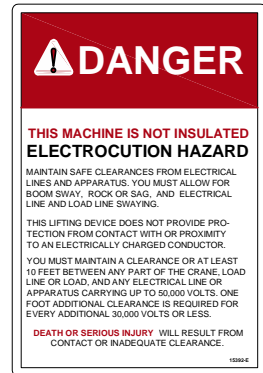 DANGER
THIS MACHINE IS NOT INSULATED
ELECTROCUTION HAZARD
MAINTAIN SAFE CLEARANCES FROM ELECTRICAL
LINES AND APPARATUS. YOU MUST ALLOW FOR
BOOM SWAY, ROCK OR SAG, AND ELECTRICAL
LINE AND LOAD LINE SWAYING.
THIS LIFTING DEVICE DOES NOT PROVIDE PRO-
TECTION FROM CONTACT WITH OR PROXIMITY
TO AN ELECTRICALLY CHARGED CONDUCTOR.
YOU MUST MAINTAIN A CLEARANCE OR AT LEAST
10 FEET BETWEEN ANY PART OF THE CRANE, LOAD
LINE OR LOAD, AND ANY ELECTRICAL LINE OR
APPARATUS CARRYING UP TO 50,000 VOLTS. ONE
FOOT ADDITIONAL CLEARANCE IS REQUIRED FOR
EVERY ADDITIONAL 30,000 VOLTS OR LESS.
DEATH OR SERIOUS INJURY WILL RESULT FROM
CONTACT OR INADEQUATE CLEARANCE.
15392-E